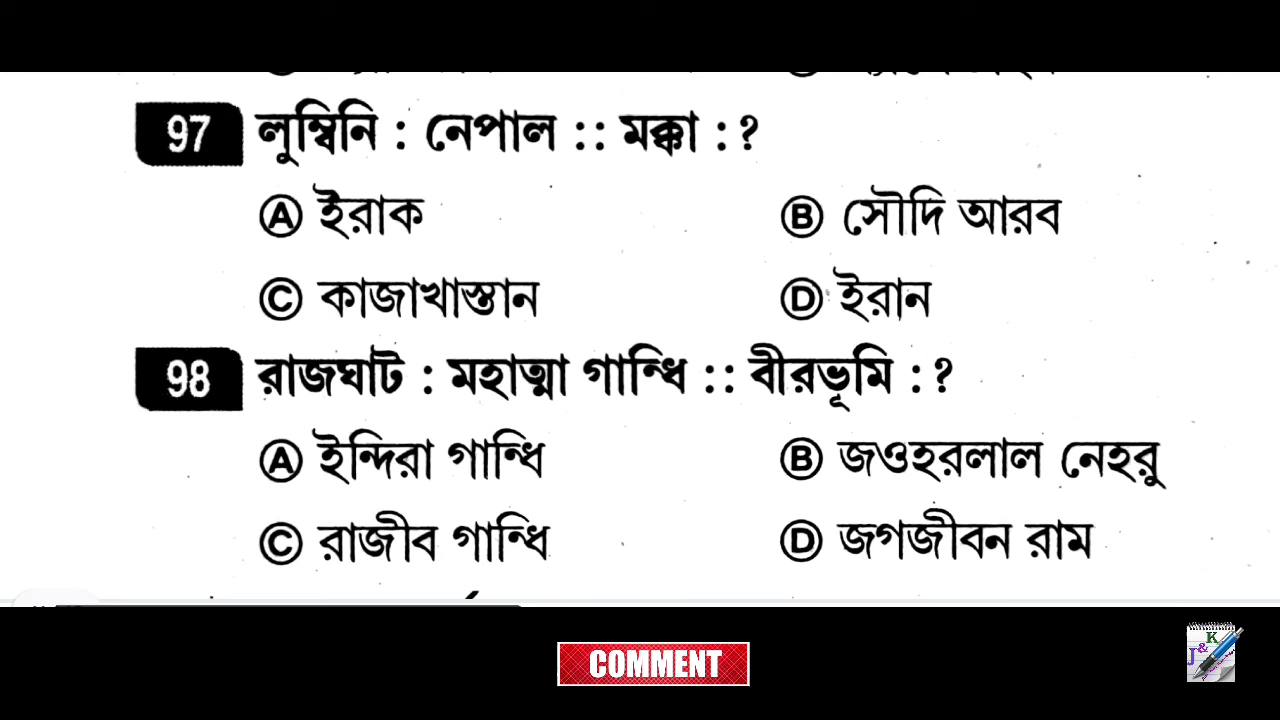 97 লুম্বিনি : নেপাল :: মক্কা : ?
Ⓐ ইরাক Ⓑ সৌদি আরব
Ⓒ কাজাখাস্তান Ⓓ ইরান
98 রাজঘাট : মহাত্মা গান্ধি :: বীরভূমি : ?
Ⓐ ইন্দিরা গান্ধি Ⓑ জওহরলাল নেহরু
Ⓒ রাজীব গান্ধি Ⓓ জগজীবন রাম
COMMENT
J & K